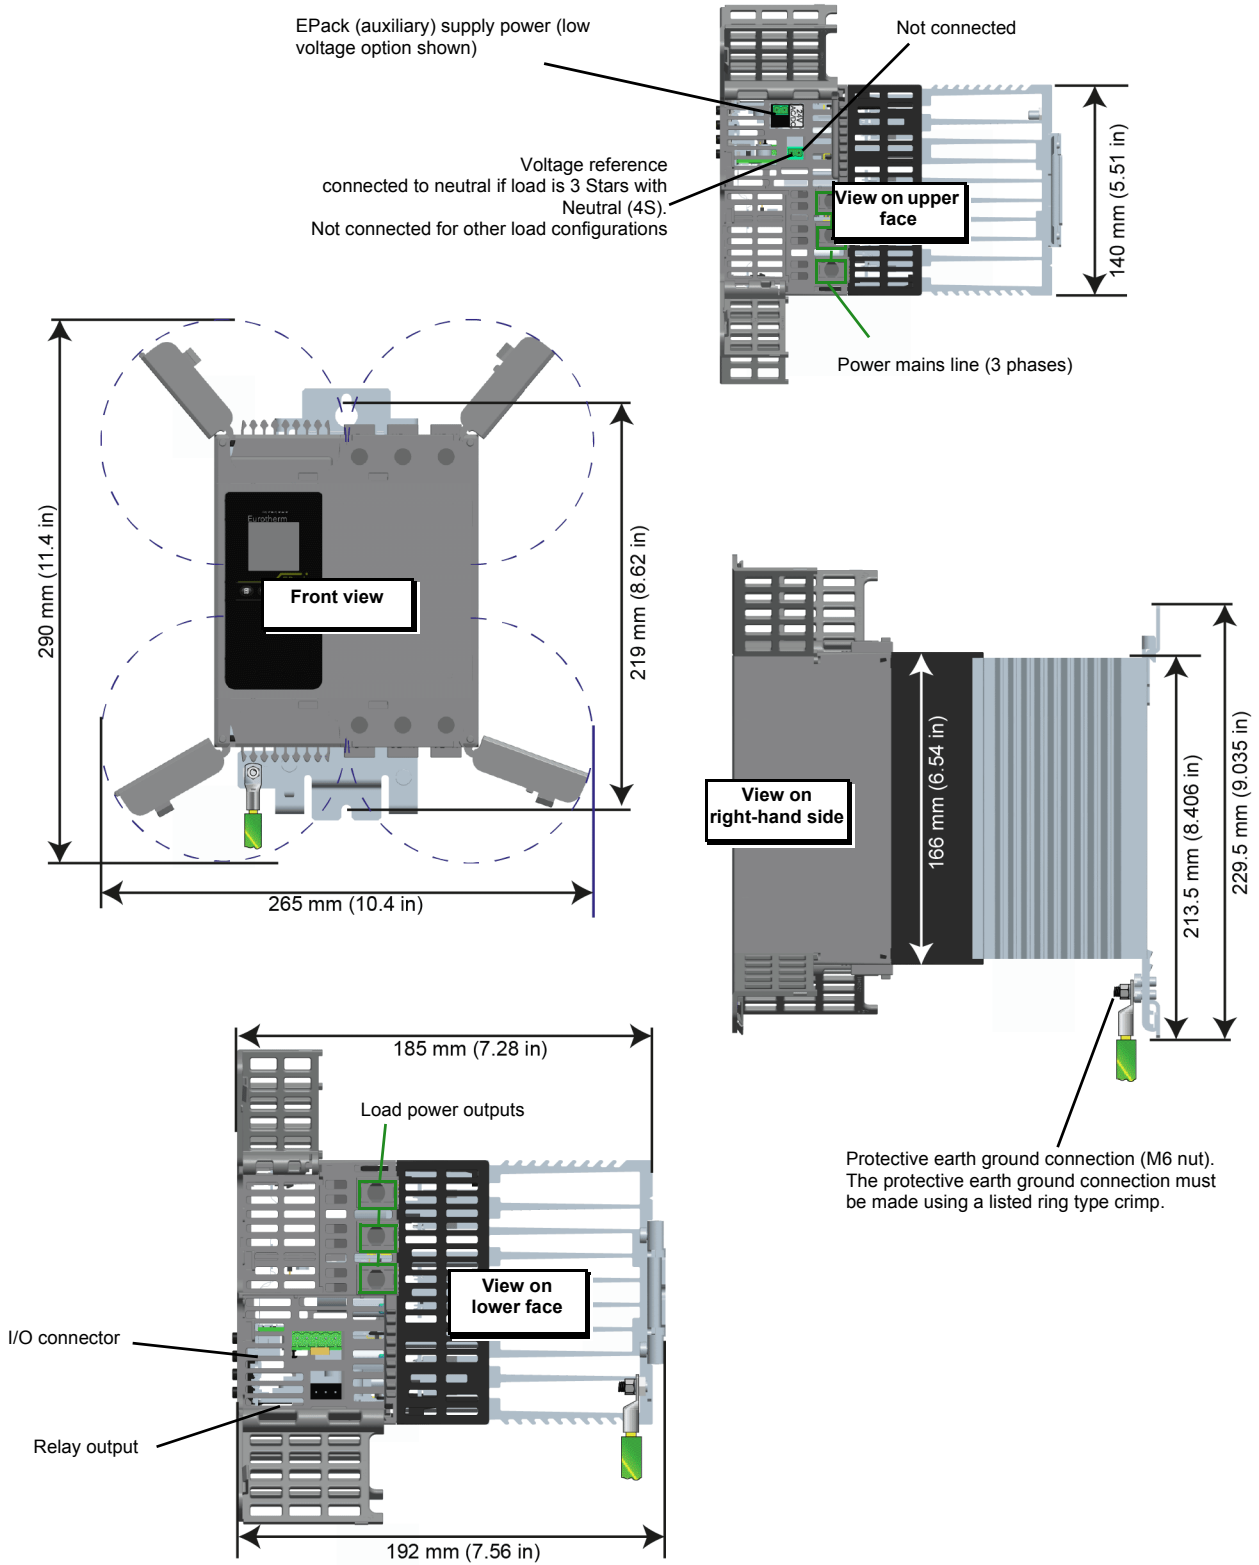 EPack (auxiliary) supply power (low
voltage option shown)
Not connected
Voltage reference
connected to neutral if load is 3 Stars with
Neutral (4S).
Not connected for other load configurations
View on upper
face
140 mm (5.51 in)
Power mains line (3 phases)
290 mm (11.4 in)
Eurotherm
Front view
219 mm (8.62 in)
265 mm (10.4 in)
View on
right-hand side
166 mm (6.54 in)
213.5 mm (8.406 in)
229.5 mm (9.035 in)
Protective earth ground connection (M6 nut).
The protective earth ground connection must
be made using a listed ring type crimp.
185 mm (7.28 in)
Load power outputs
View on
lower face
I/O connector
Relay output
192 mm (7.56 in)